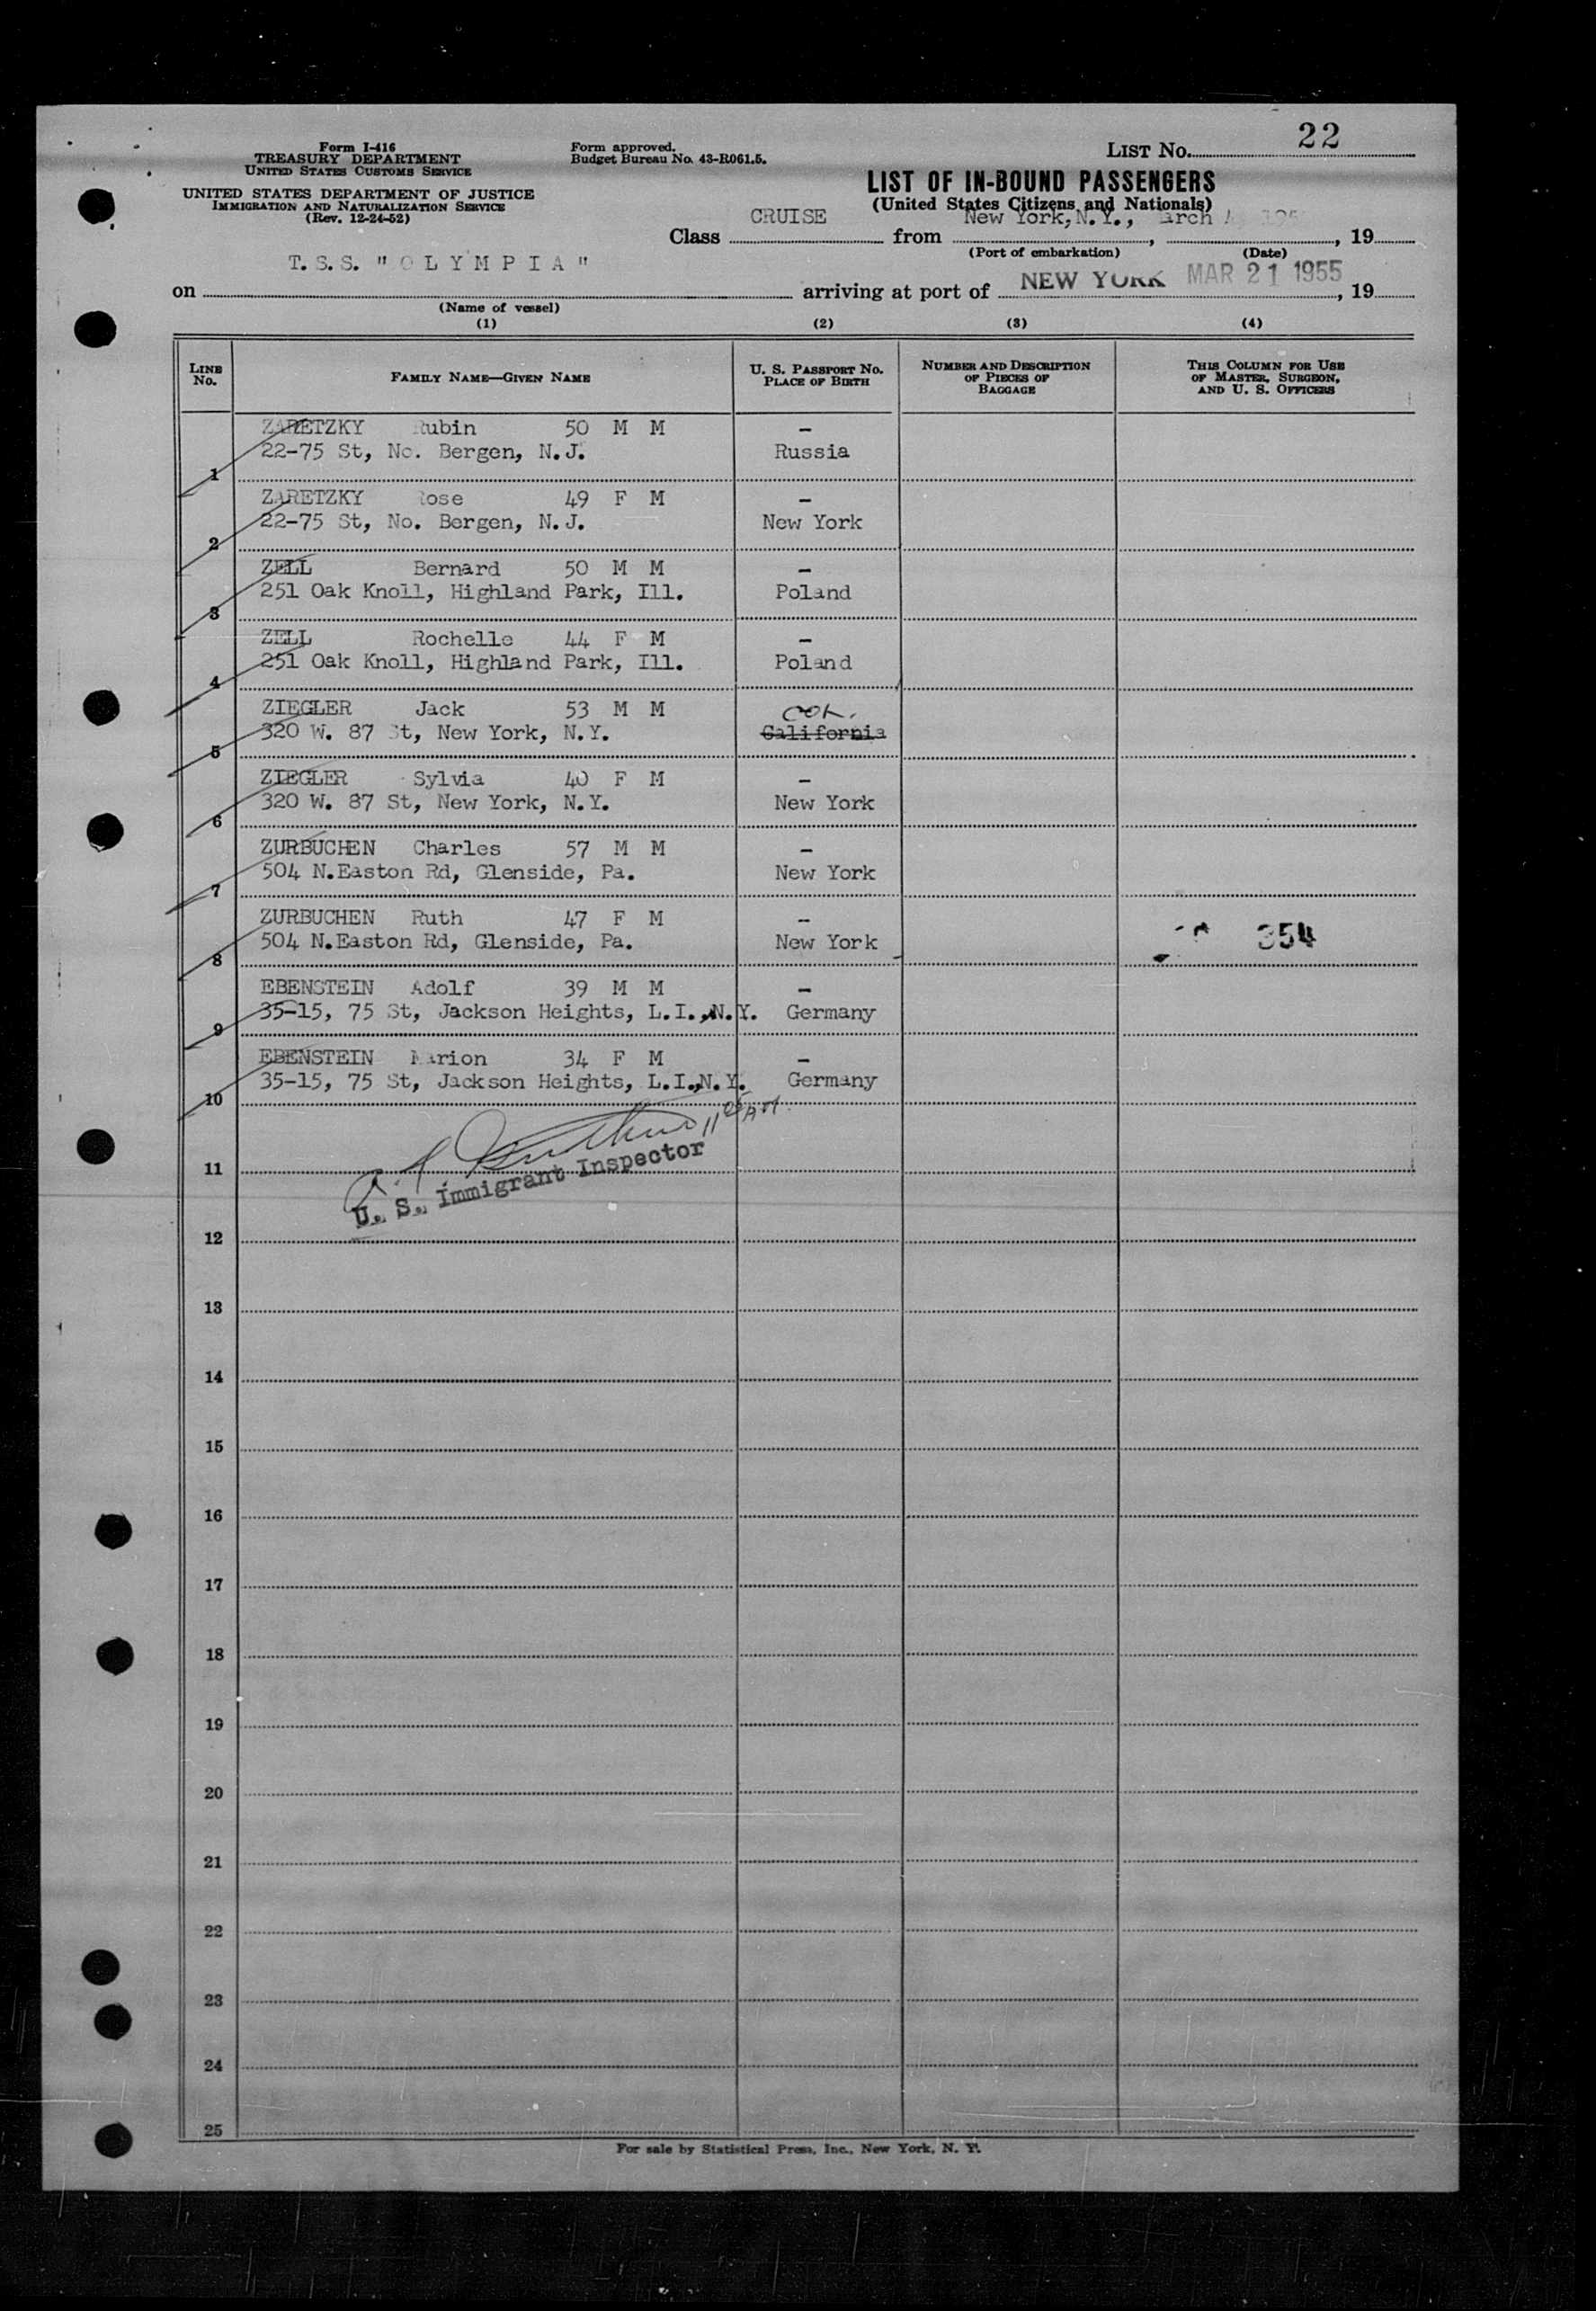 Form I-416
TREASURY DEPARTMENT
UNITED STATES CUSTOMS SERVICE
UNITED STATES DEPARTMENT OF JUSTICE
IMMIGRATION AND NATURALIZATION SERVICE
(Rev. 12-24-52)
Form approved.
Budget Bureau No. 43-R061.5.
LIST No. 22
LIST OF IN-BOUND PASSENGERS
(United States Citizens and Nationals)
Class CRUISE from New York, N.Y., , 19
(Port of embarkation) (Date)
on T.S.S. "OLYMPIA" arriving at port of NEW YORK MAR 21 1955, 19
(Name of vessel)
(1) (2) (3) (4)
LINE No. FAMILY NAME—GIVEN NAME U. S. PASSPORT No. PLACE OF BIRTH NUMBER AND DESCRIPTION OF PIECES OF BAGGAGE THIS COLUMN FOR USE OF MASTER, SURGEON, AND U. S. OFFICERS
ZARETZKY Rubin 50 M M –
1 22-75 St, No. Bergen, N.J. Russia
ZARETZKY Rose 49 F M –
2 22-75 St, No. Bergen, N.J. New York
ZELL Bernard 50 M M –
3 251 Oak Knoll, Highland Park, Ill. Poland
ZELL Rochelle 44 F M –
4 251 Oak Knoll, Highland Park, Ill. Poland
ZIEGLER Jack 53 M M
5 320 W. 87 St, New York, N.Y. California
ZIEGLER Sylvia 40 F M –
6 320 W. 87 St, New York, N.Y. New York
ZURBUCHEN Charles 57 M M –
7 504 N.Easton Rd, Glenside, Pa. New York
ZURBUCHEN Ruth 47 F M –
8 504 N.Easton Rd, Glenside, Pa. New York 354
EBENSTEIN Adolf 39 M M –
9 35-15, 75 St, Jackson Heights, L.I.,N.Y. Germany
EBENSTEIN Marion 34 F M –
10 35-15, 75 St, Jackson Heights, L.I.,N.Y. Germany
11
U. S. Immigrant Inspector
12
13
14
15
16
17
18
19
20
21
22
23
24
25
For sale by Statistical Press, Inc., New York, N. Y.